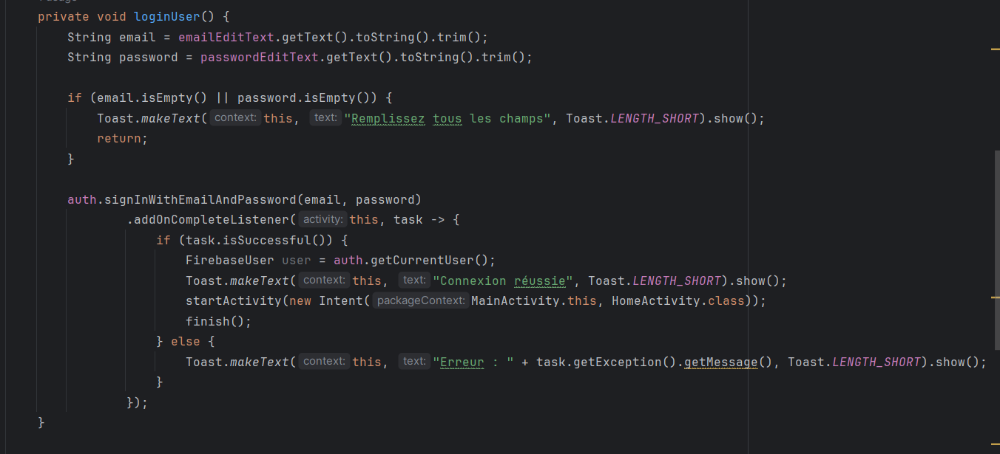 private void loginUser() {
String email = emailEditText.getText().toString().trim();
String password = passwordEditText.getText().toString().trim();
if (email.isEmpty() || password.isEmpty()) {
Toast.makeText( context: this, text: "Remplissez tous les champs", Toast.LENGTH_SHORT).show();
return;
}
auth.signInWithEmailAndPassword(email, password)
.addOnCompleteListener( activity: this, task -> {
if (task.isSuccessful()) {
FirebaseUser user = auth.getCurrentUser();
Toast.makeText( context: this, text: "Connexion réussie", Toast.LENGTH_SHORT).show();
startActivity(new Intent( packageContext: MainActivity.this, HomeActivity.class));
finish();
} else {
Toast.makeText( context: this, text: "Erreur : " + task.getException().getMessage(), Toast.LENGTH_SHORT).show();
}
});
}